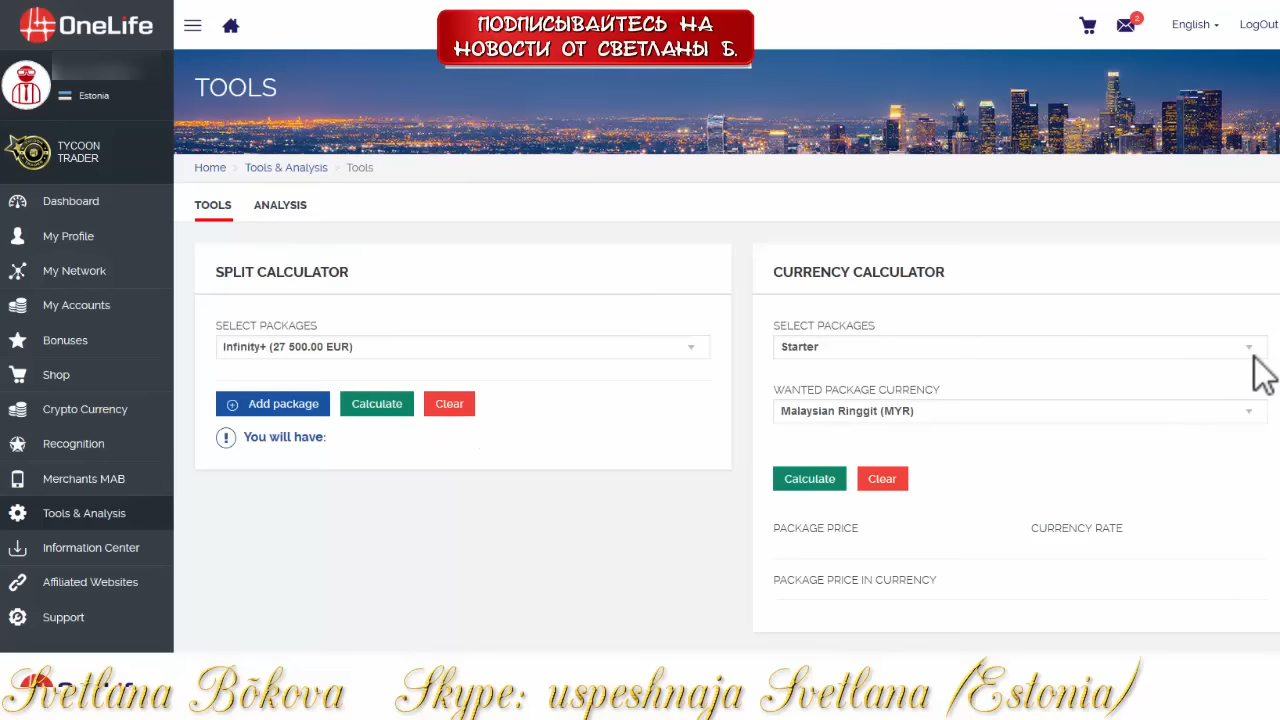 OneLife
ПОДПИСЫВАЙТЕСЬ НА
НОВОСТИ ОТ СВЕТЛАНЫ Б.
2
English
LogOut
Estonia
TOOLS
TYCOON
TRADER
Home > Tools & Analysis > Tools
Dashboard
My Profile
My Network
My Accounts
Bonuses
Shop
Crypto Currency
Recognition
Merchants MAB
Tools & Analysis
Information Center
Affiliated Websites
Support
TOOLS
ANALYSIS
SPLIT CALCULATOR
SELECT PACKAGES
Infinity+ (27 500.00 EUR)
Add package
Calculate
Clear
! You will have:
CURRENCY CALCULATOR
SELECT PACKAGES
Starter
WANTED PACKAGE CURRENCY
Malaysian Ringgit (MYR)
Calculate
Clear
PACKAGE PRICE
CURRENCY RATE
PACKAGE PRICE IN CURRENCY
Svetlana Bõkova Skype: uspeshnaja Svetlana (Estonia)